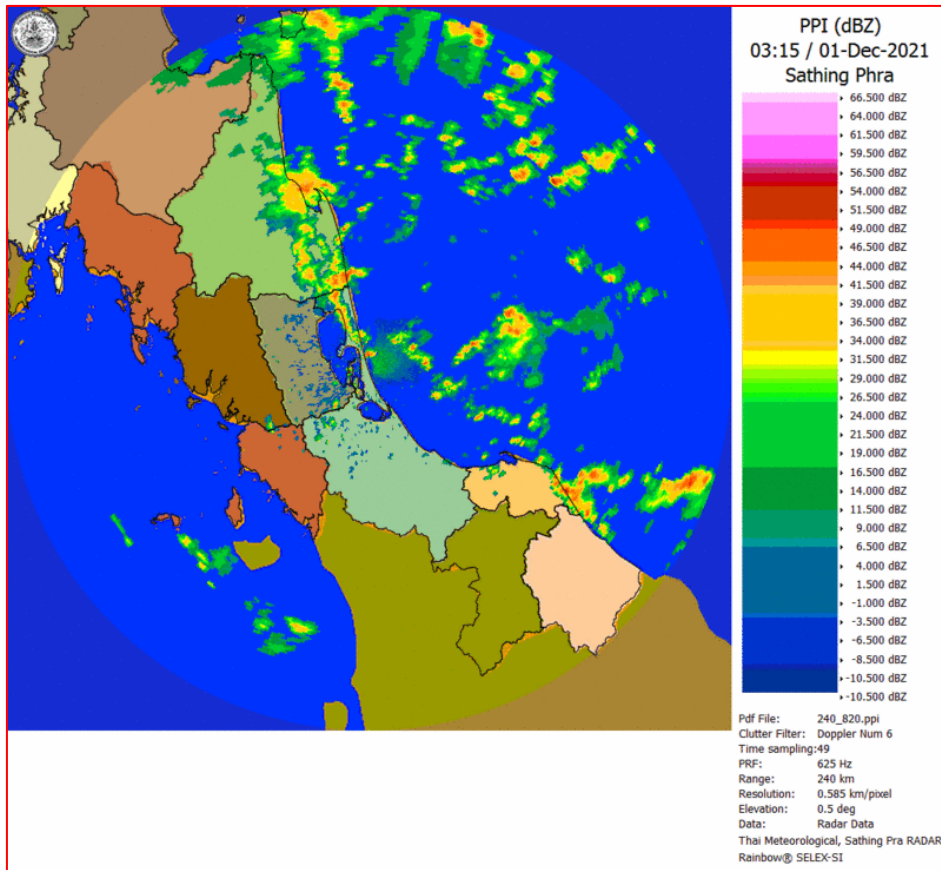 PPI (dBZ)
03:15 / 01-Dec-2021
Sathing Phra
66.500 dBZ
64.000 dBZ
61.500 dBZ
59.500 dBZ
56.500 dBZ
54.000 dBZ
51.500 dBZ
49.000 dBZ
46.500 dBZ
44.000 dBZ
41.500 dBZ
39.000 dBZ
36.500 dBZ
34.000 dBZ
31.500 dBZ
29.000 dBZ
26.500 dBZ
24.000 dBZ
21.500 dBZ
19.000 dBZ
16.500 dBZ
14.000 dBZ
11.500 dBZ
9.000 dBZ
6.500 dBZ
4.000 dBZ
1.500 dBZ
-1.000 dBZ
-3.500 dBZ
-6.500 dBZ
-8.500 dBZ
-10.500 dBZ
-10.500 dBZ
Pdf File: 240_820.ppi
Clutter Filter: Doppler Num 6
Time sampling:49
PRF: 625 Hz
Range: 240 km
Resolution: 0.585 km/pixel
Elevation: 0.5 deg
Data: Radar Data
Thai Meteorological, Sathing Pra RADAR
Rainbow® SELEX-SI